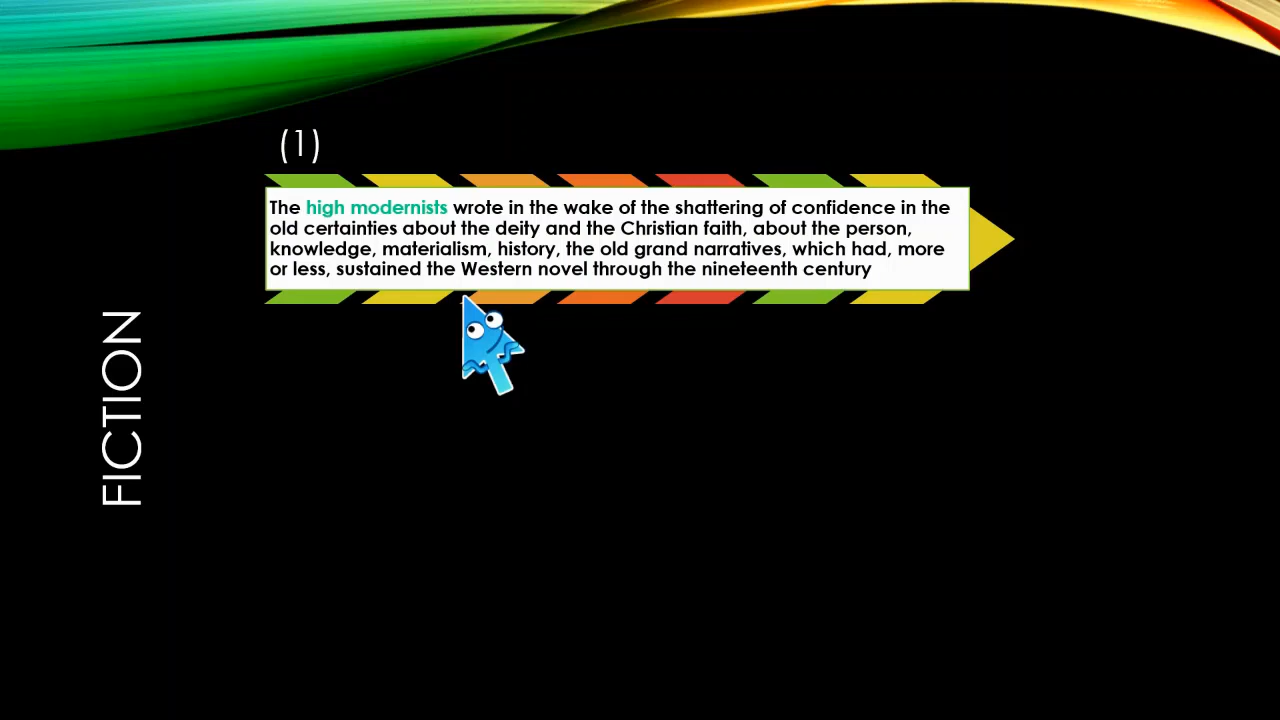 (1)
The high modernists wrote in the wake of the shattering of confidence in the
old certainties about the deity and the Christian faith, about the person,
knowledge, materialism, history, the old grand narratives, which had, more
or less, sustained the Western novel through the nineteenth century
FICTION